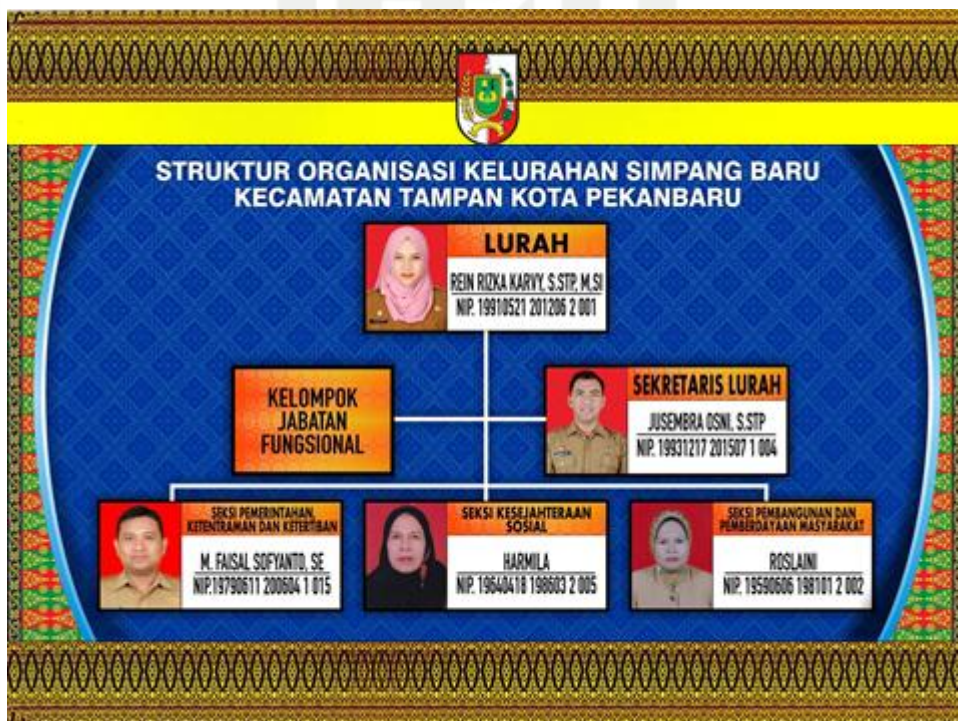 STRUKTUR ORGANISASI KELURAHAN SIMPANG BARU
KECAMATAN TAMPAN KOTA PEKANBARU
LURAH
REIN RIZKA KARVY, S.STP, M,SI
NIP. 19910521 201206 2 001
KELOMPOK
JABATAN
FUNGSIONAL
SEKRETARIS LURAH
JUSEMBRA OSNI, S.STP
NIP. 19931217 201507 1 004
SEKSI PEMERINTAHAN,
KETENTRAMAN DAN KETERTIBAN
M. FAISAL SOFYANTO, SE
NIP.19790611 200604 1 015
SEKSI KESEJAHTERAAN
SOSIAL
HARMILA
NIP. 19640418 198603 2 005
SEKSI PEMBANGUNAN DAN
PEMBERDAYAAN MASYARAKAT
ROSLAINI
NIP. 19590606 198101 2 002